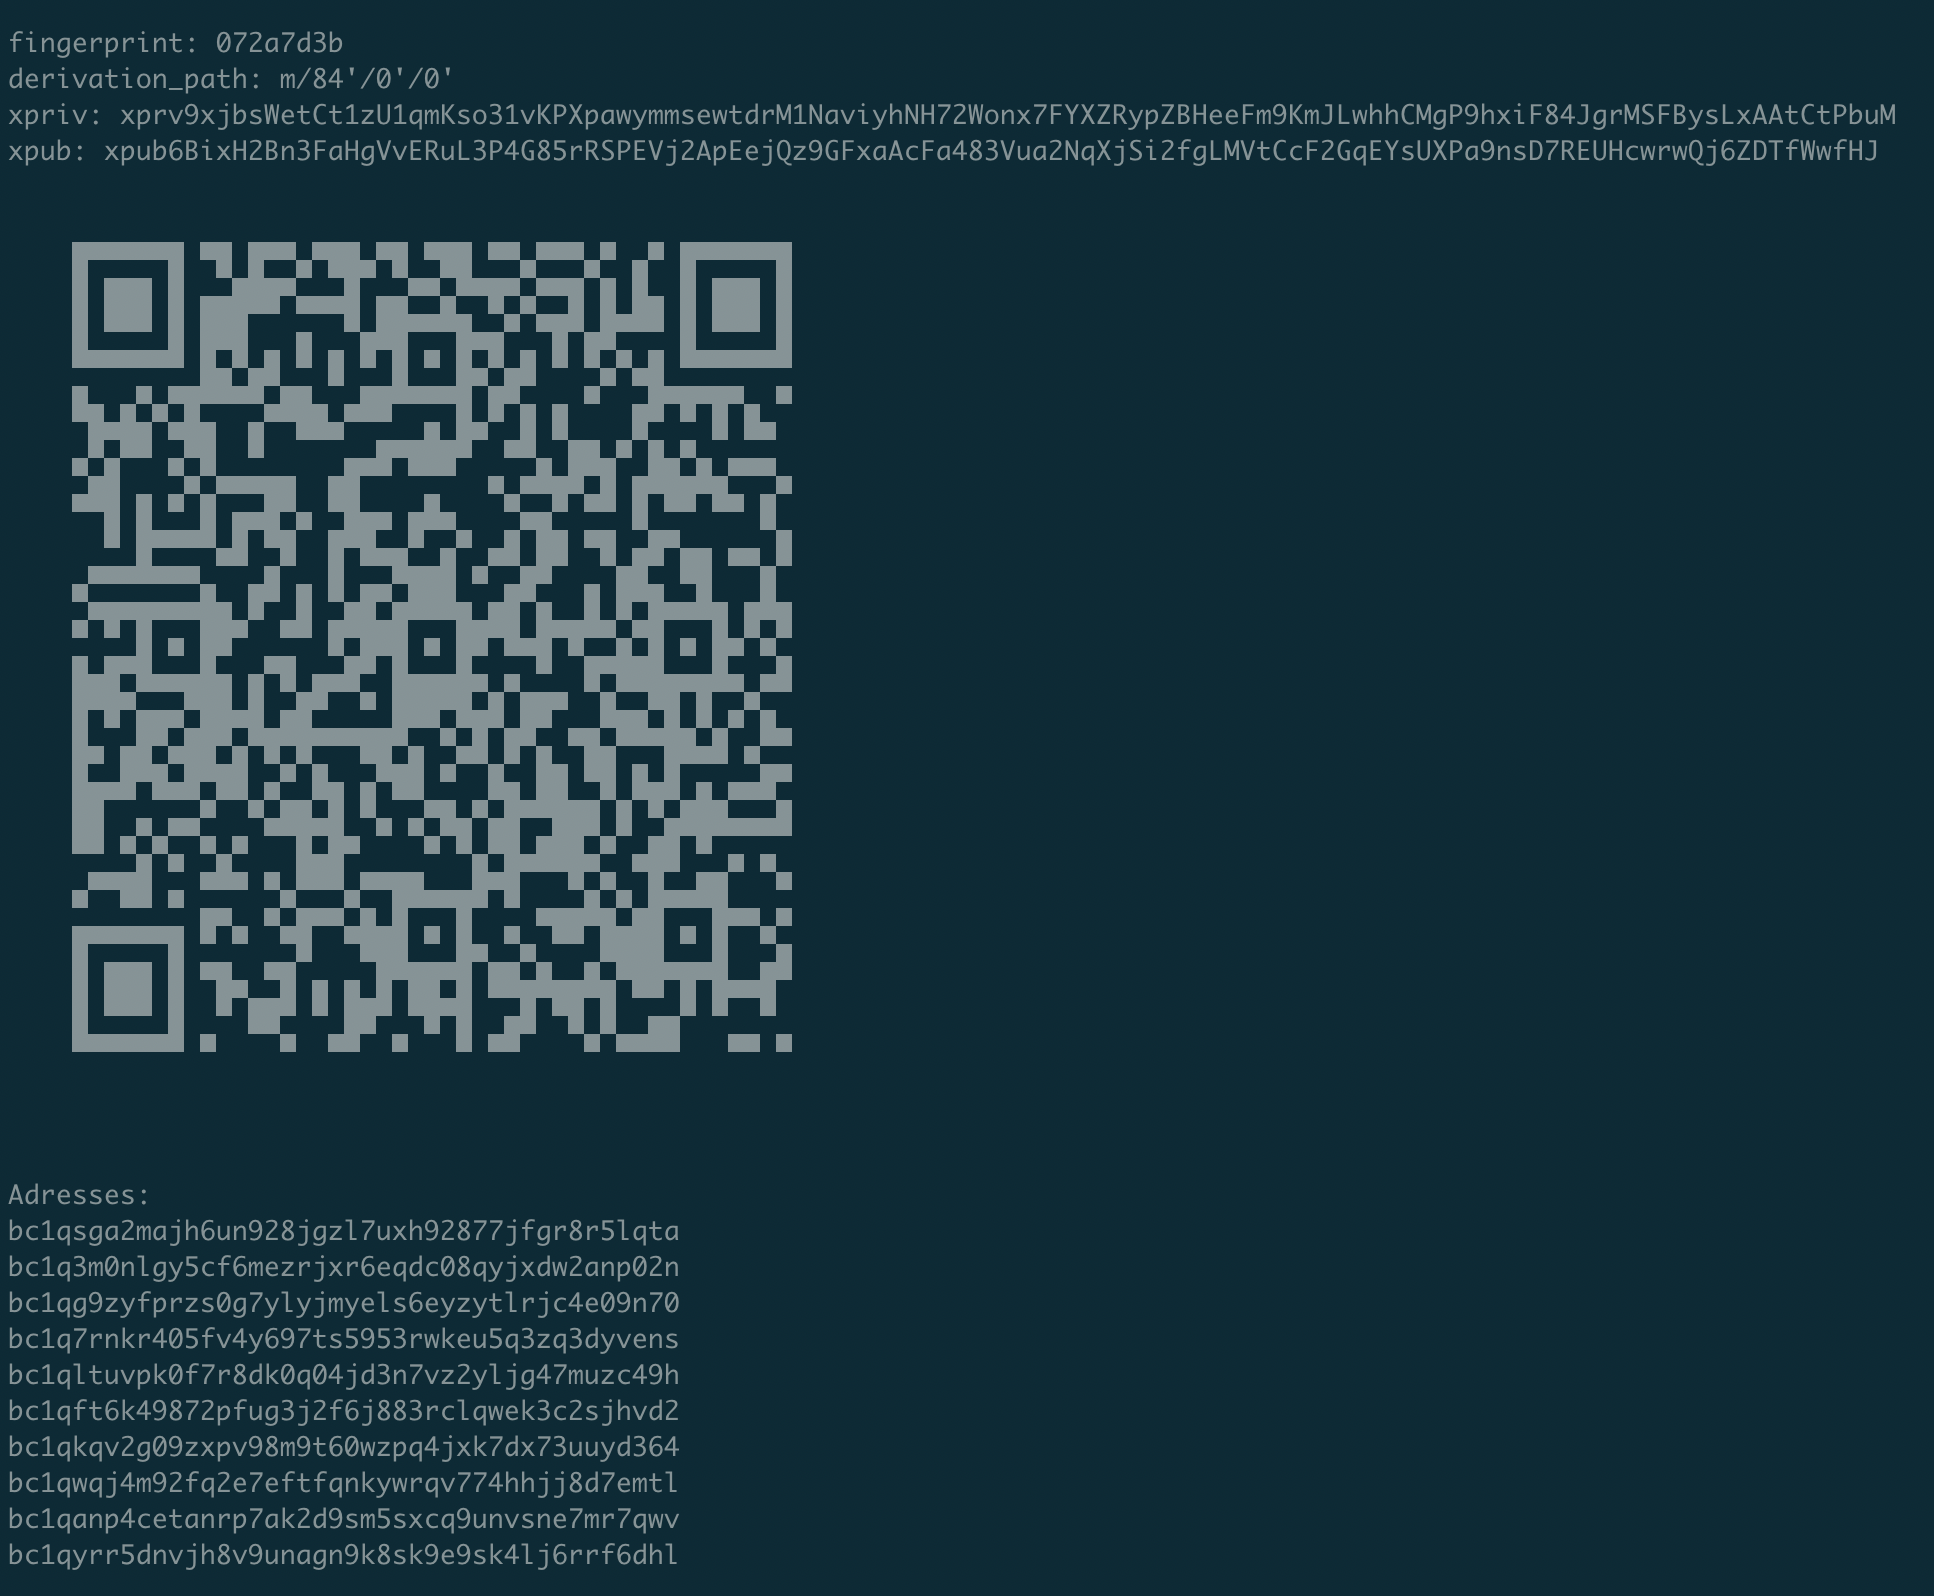 fingerprint: 072a7d3b
derivation_path: m/84'/0'/0'
xpriv: xprv9xjbsWetCt1zU1qmKso31vKPXpawymmsewtdrM1NaviyhNH72Wonx7FYXZRypZBHeeFm9KmJLwhhCMgP9hxiF84JgrMSFBysLxAAtCtPbuM
xpub: xpub6BixH2Bn3FaHgVvERuL3P4G85rRSPEVj2ApEejQz9GFxaAcFa483Vua2NqXjSi2fgLMVtCcF2GqEYsUXPa9nsD7REUHcwrwQj6ZDTfWwfHJ
Adresses:
bc1qsga2majh6un928jgzl7uxh92877jfgr8r5lqta
bc1q3m0nlgy5cf6mezrjxr6eqdc08qyjxdw2anp02n
bc1qg9zyfprzs0g7ylyjmyels6eyzytlrjc4e09n70
bc1q7rnkr405fv4y697ts5953rwkeu5q3zq3dyvens
bc1qltuvpk0f7r8dk0q04jd3n7vz2yljg47muzc49h
bc1qft6k49872pfug3j2f6j883rclqwek3c2sjhvd2
bc1qkqv2g09zxpv98m9t60wzpq4jxk7dx73uuyd364
bc1qwqj4m92fq2e7eftfqnkywrqv774hhjj8d7emtl
bc1qanp4cetanrp7ak2d9sm5sxcq9unvsne7mr7qwv
bc1qyrr5dnvjh8v9unagn9k8sk9e9sk4lj6rrf6dhl